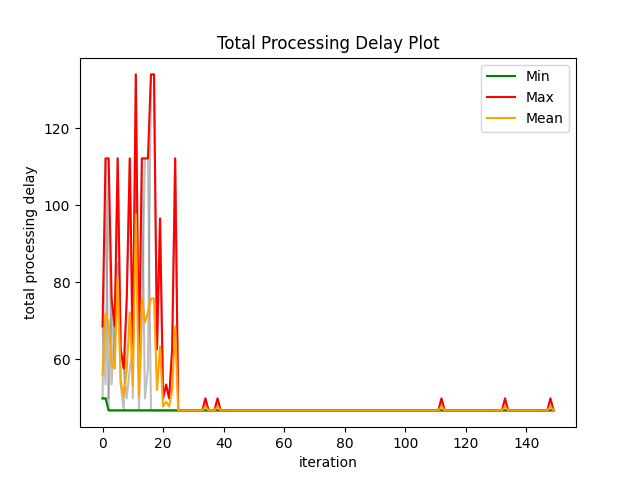 Total Processing Delay Plot
Min
Max
Mean
total processing delay
120
100
80
60
0 20 40 60 80 100 120 140
iteration